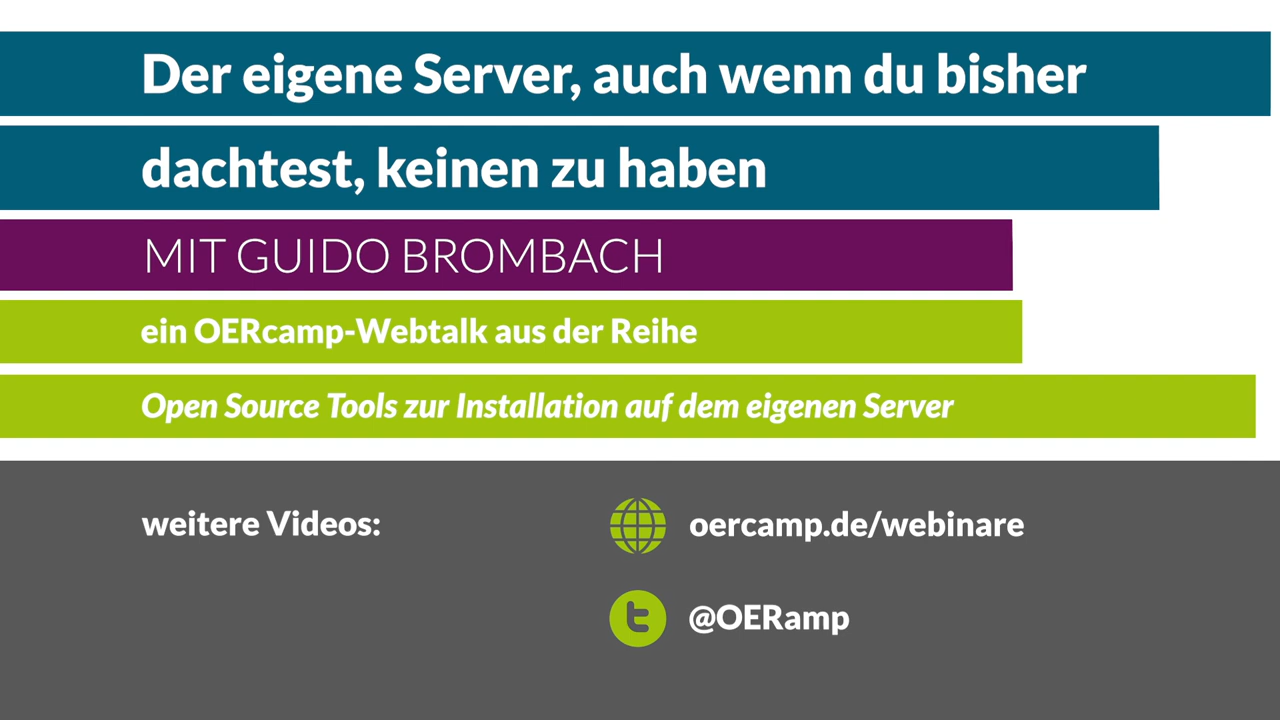 Der eigene Server, auch wenn du bisher
dachtest, keinen zu haben
MIT GUIDO BROMBACH
ein OERcamp-Webtalk aus der Reihe
Open Source Tools zur Installation auf dem eigenen Server
weitere Videos:
oercamp.de/webinare
@OERamp